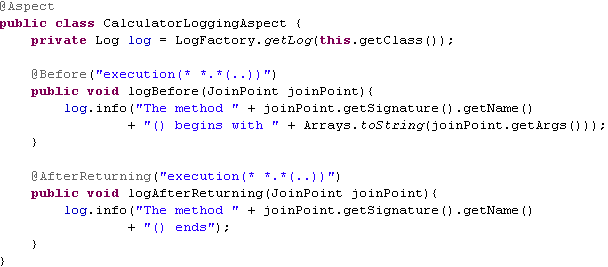 @Aspect
public class CalculatorLoggingAspect {
    private Log log = LogFactory.getLog(this.getClass());

    @Before("execution(* *.*(..))")
    public void logBefore(JoinPoint joinPoint){
        log.info("The method " + joinPoint.getSignature().getName()
                + "() begins with " + Arrays.toString(joinPoint.getArgs()));
    }

    @AfterReturning("execution(* *.*(..))")
    public void logAfterReturning(JoinPoint joinPoint){
        log.info("The method " + joinPoint.getSignature().getName()
                + "() ends");
    }
}